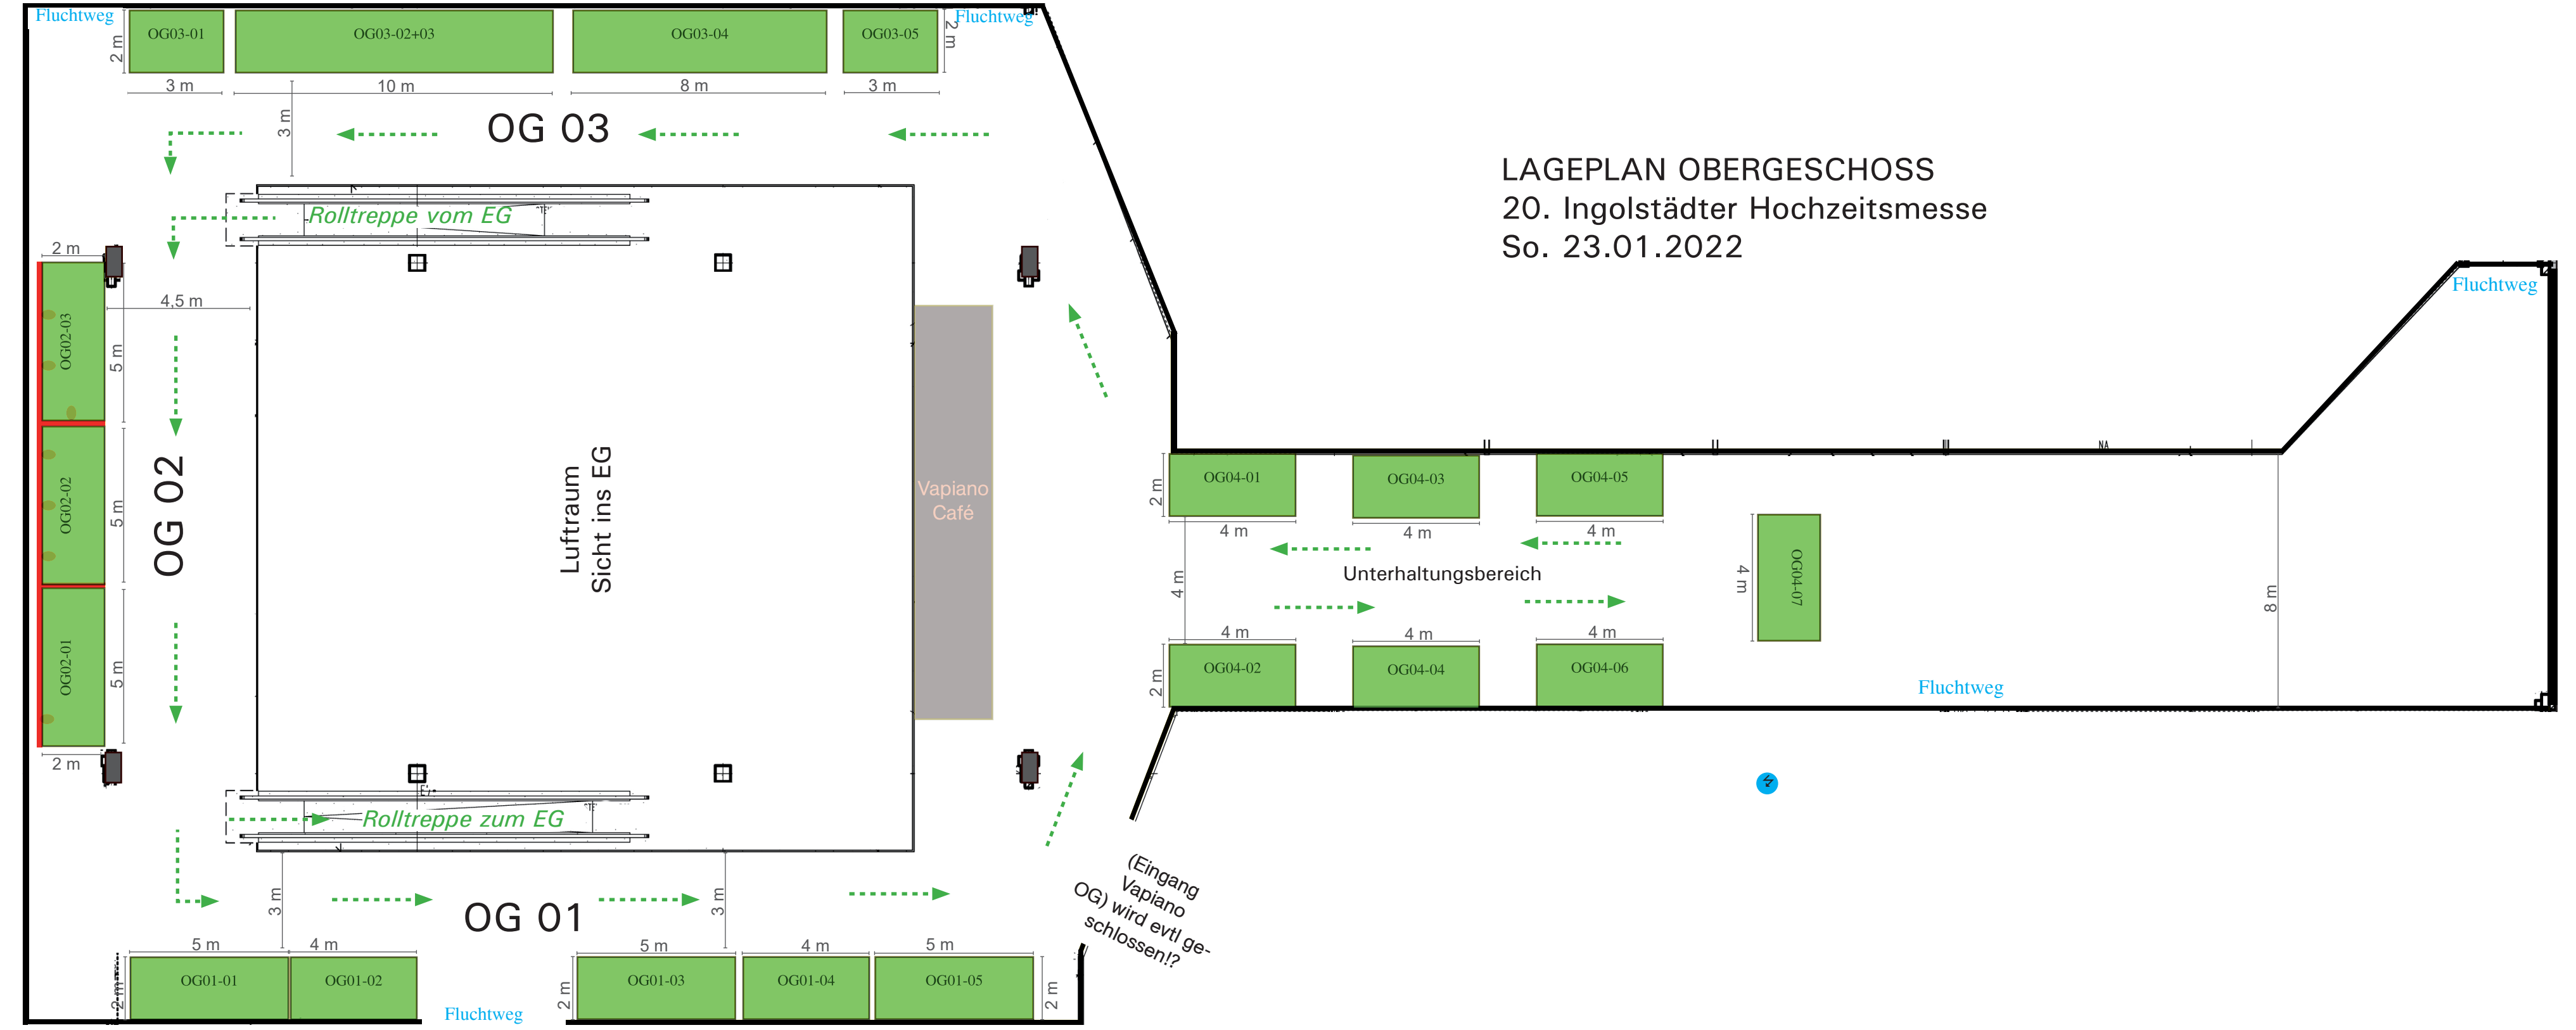 Fluchtweg
OG03-01
OG03-02+03
OG03-04
OG03-05
Fluchtweg
2 m
2 m
3 m
10 m
8 m
3 m
3 m
OG 03
LAGEPLAN OBERGESCHOSS
20. Ingolstädter Hochzeitsmesse
So. 23.01.2022
Rolltreppe vom EG
2 m
4,5 m
OG02-03
5 m
OG02-02
5 m
OG02-01
5 m
2 m
OG 02
Luftraum
Sicht ins EG
Vapiano
Café
Fluchtweg
NA
OG04-01
OG04-03
OG04-05
2 m
4 m
4 m
4 m
Unterhaltungsbereich
4 m
OG04-07
4 m
8 m
4 m
4 m
4 m
OG04-02
OG04-04
OG04-06
2 m
Fluchtweg
Rolltreppe zum EG
(Eingang
Vapiano
OG) wird evtl ge-
schlossen!?
3 m
3 m
OG 01
5 m
4 m
5 m
4 m
5 m
2 m
OG01-01
OG01-02
2 m
OG01-03
OG01-04
OG01-05
2 m
Fluchtweg